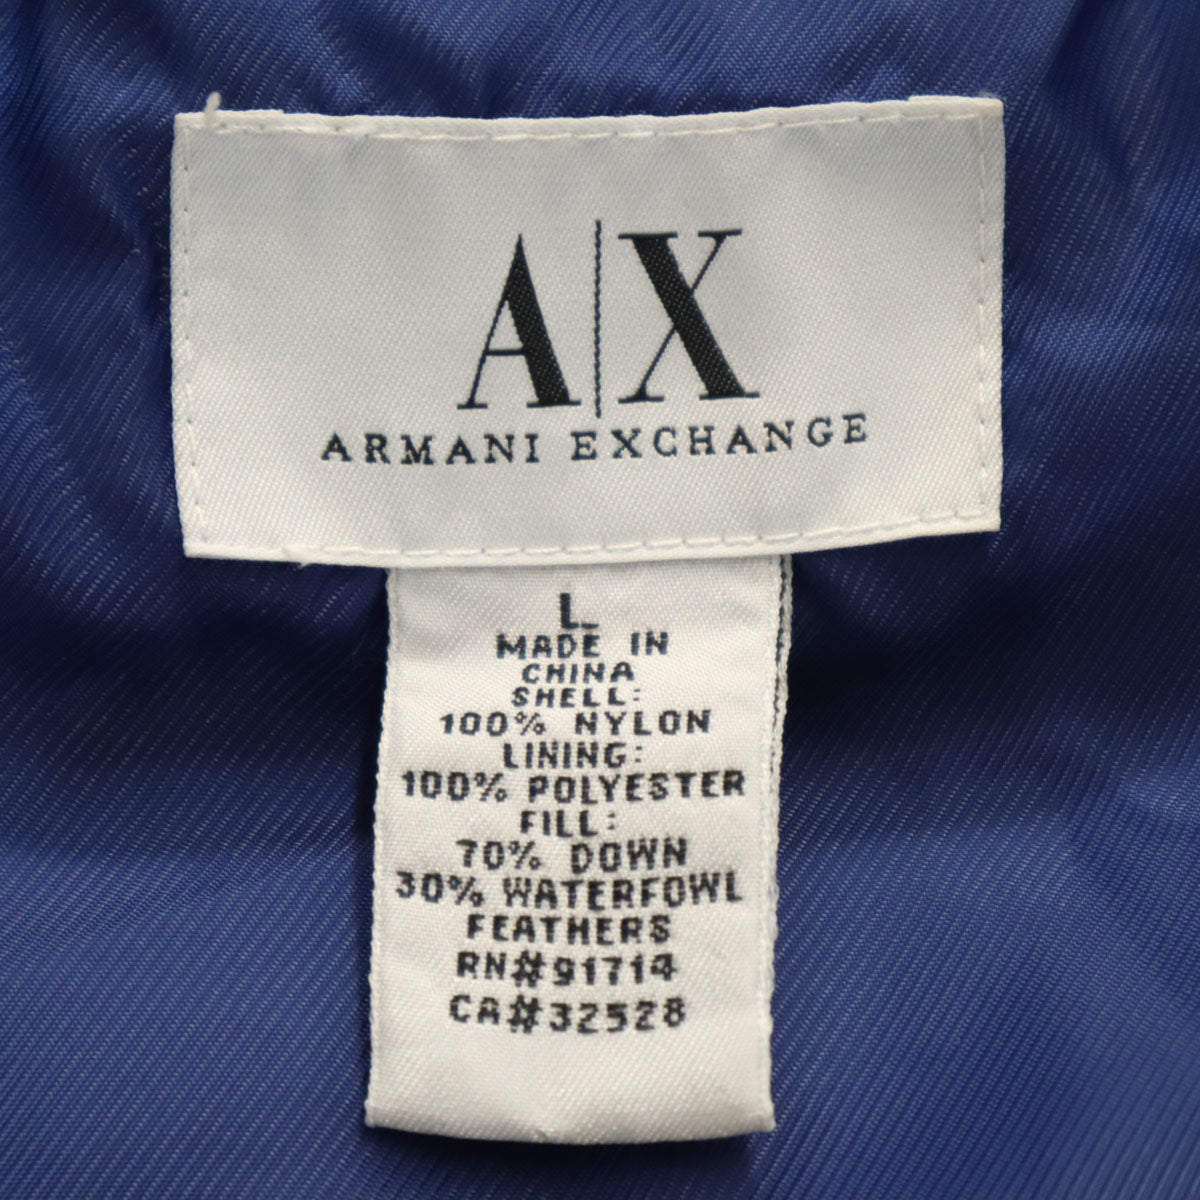 A|X
ARMANI EXCHANGE
L
MADE IN
CHINA
SHELL:
100% NYLON
LINING:
100% POLYESTER
FILL:
70% DOWN
30% WATERFOWL
FEATHERS
RN#91714
CA#32528